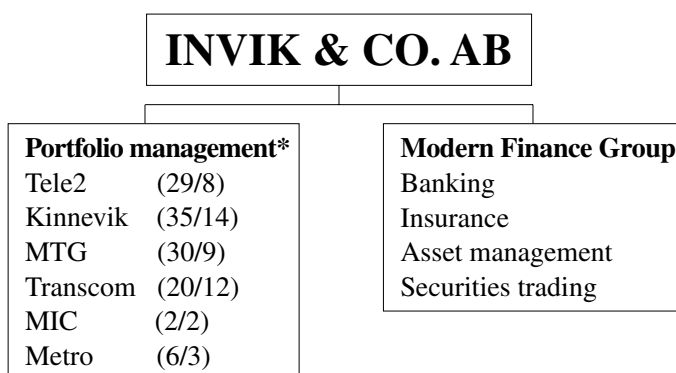 INVIK & CO. AB
Portfolio management*
Tele2 (29/8)
Kinnevik (35/14)
MTG (30/9)
Transcom (20/12)
MIC (2/2)
Metro (6/3)
Modern Finance Group
Banking
Insurance
Asset management
Securities trading